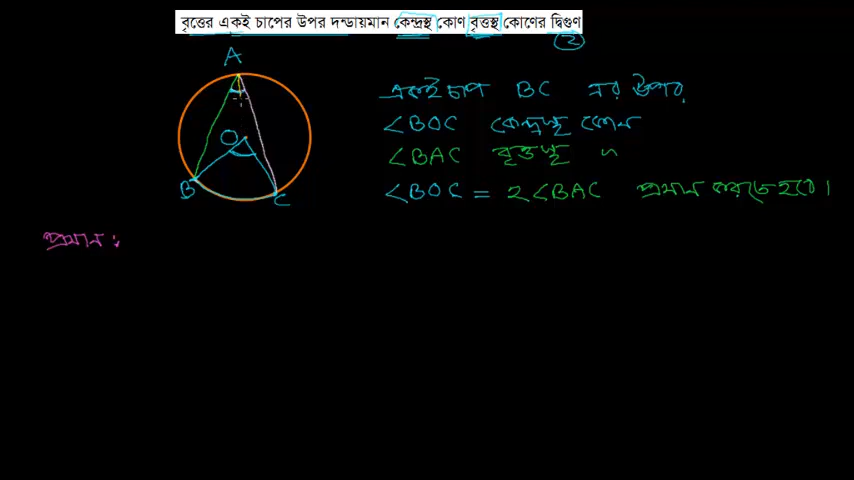 বৃত্তের একই চাপের উপর দন্ডায়মান কেন্দ্রস্থ কোণ বৃত্তস্থ কোণের দ্বিগুণ
2
A
একই চাপ BC এর উপর
∠BOC কেন্দ্রস্থ কোন
O
∠BAC বৃত্তস্থ "
B
C
∠BOC = 2∠BAC প্রমান করতে হবে।
প্রমান :